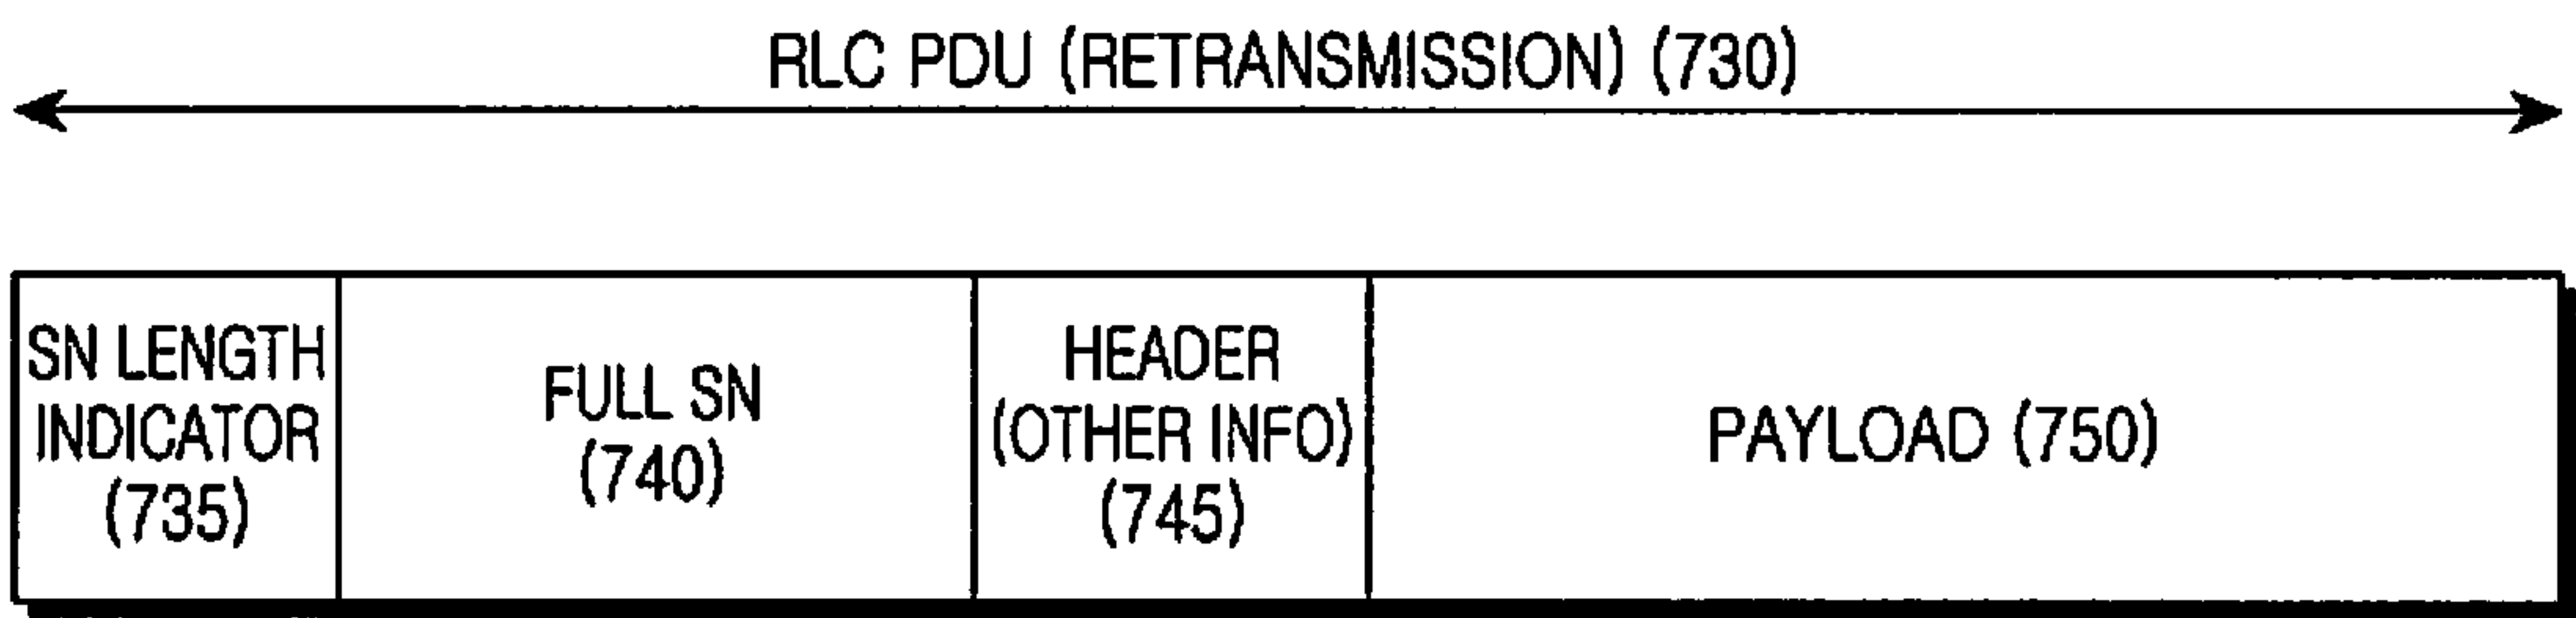 RLC PDU (RETRANSMISSION) (730)
SN LENGTH
INDICATOR
(735)
FULL SN
(740)
HEADER
(OTHER INFO)
(745)
PAYLOAD (750)